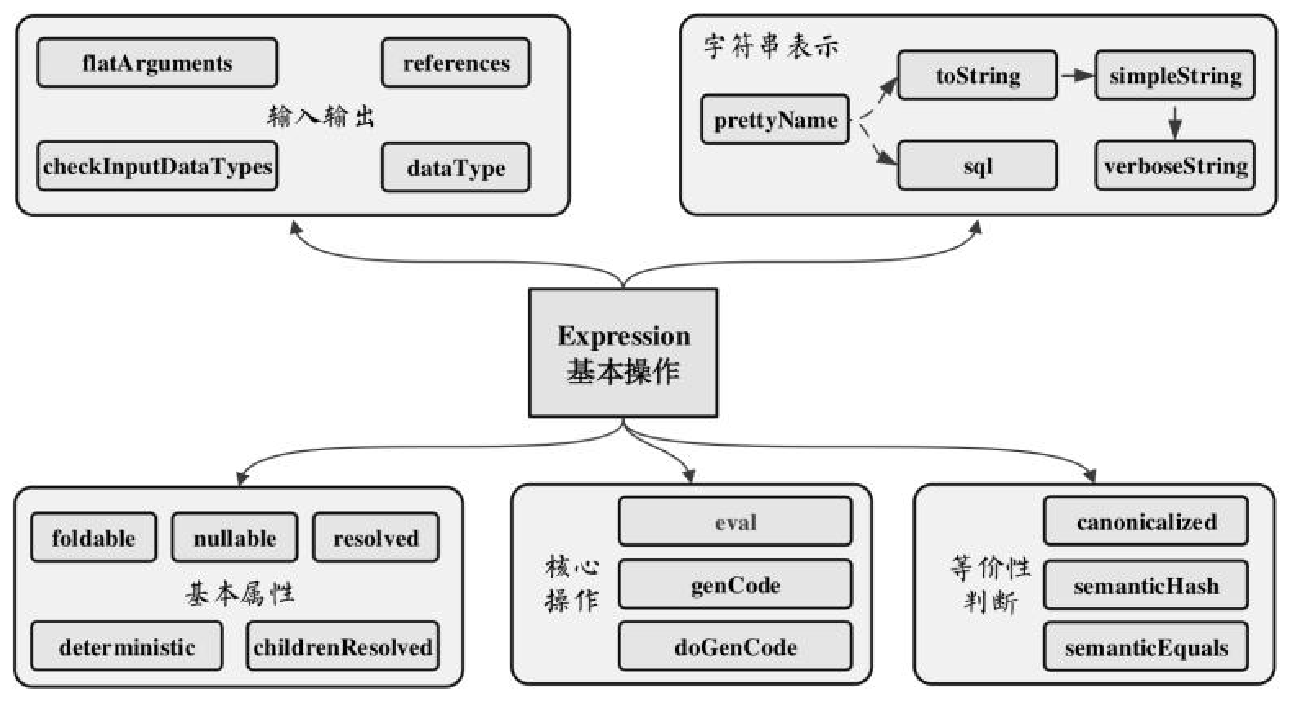 flatArguments
references
输入输出
checkInputDataTypes
dataType
字符串表示
toString
simpleString
prettyName
sql
verboseString
Expression
基本操作
foldable
nullable
resolved
基本属性
deterministic
childrenResolved
eval
核心
操作
genCode
doGenCode
canonicalized
等价性
判断
semanticHash
semanticEquals